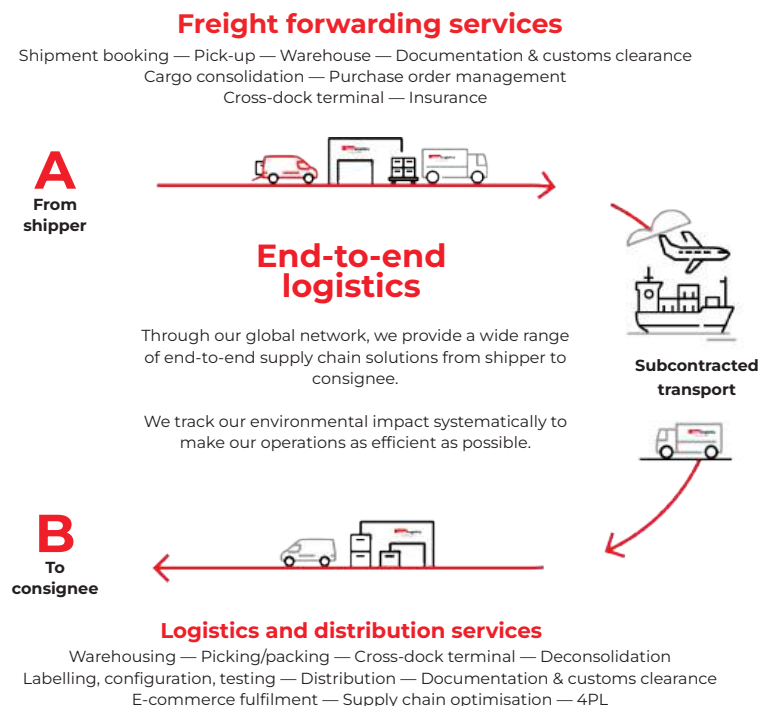 Freight forwarding services
Shipment booking — Pick-up — Warehouse — Documentation & customs clearance
Cargo consolidation — Purchase order management
Cross-dock terminal — Insurance
A
From
shipper
End-to-end
logistics
Through our global network, we provide a wide range
of end-to-end supply chain solutions from shipper to
consignee.
We track our environmental impact systematically to
make our operations as efficient as possible.
Subcontracted
transport
B
To
consignee
Logistics and distribution services
Warehousing — Picking/packing — Cross-dock terminal — Deconsolidation
Labelling, configuration, testing — Distribution — Documentation & customs clearance
E-commerce fulfilment — Supply chain optimisation — 4PL